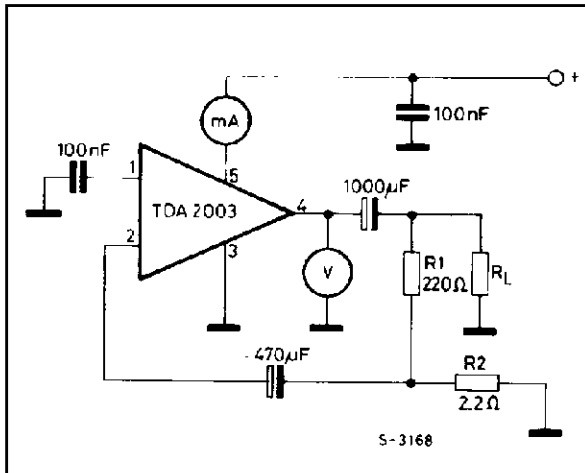 +
mA
100nF
100nF
1
5
1000µF
TDA 2003
4
2
3
V
R1
220Ω
RL
-470µF
R2
2.2Ω
S-3168